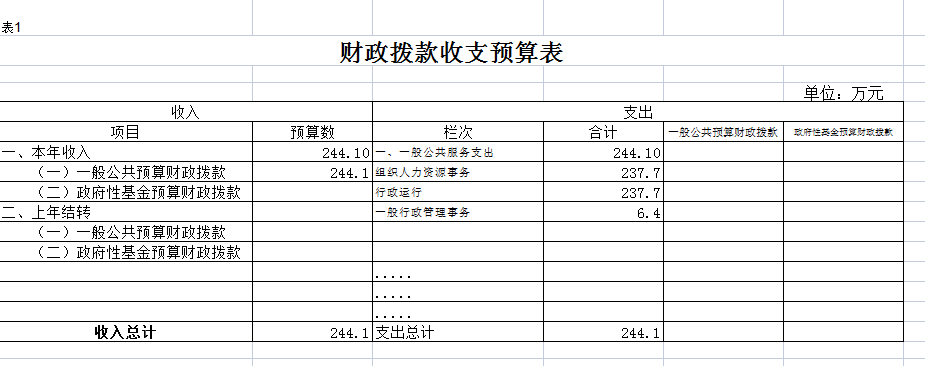 表1
财政拨款收支预算表
单位：万元
收入 支出
项目 预算数 栏次 合计 一般公共预算财政拨款 政府性基金预算财政拨款
一、本年收入 244.10 一、一般公共服务支出 244.10
（一）一般公共预算财政拨款 244.1 组织人力资源事务 237.7
（二）政府性基金预算财政拨款 行政运行 237.7
二、上年结转 一般行政管理事务 6.4
（一）一般公共预算财政拨款
（二）政府性基金预算财政拨款
.....
.....
.....
收入总计 244.1 支出总计 244.1